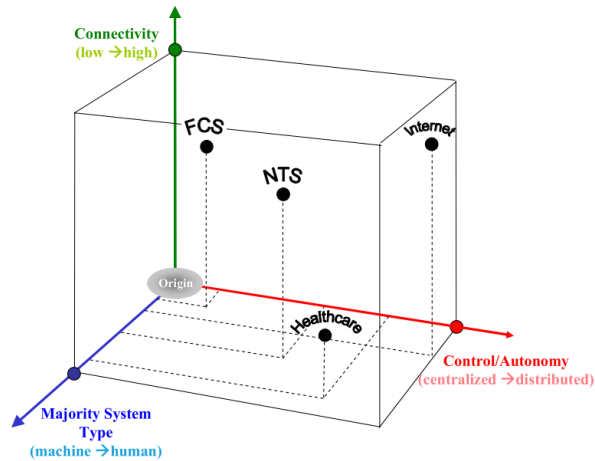 Connectivity
(low →high)
FCS
Internet
NTS
Origin
Healthcare
Control/Autonomy
(centralized →distributed)
Majority System
Type
(machine →human)